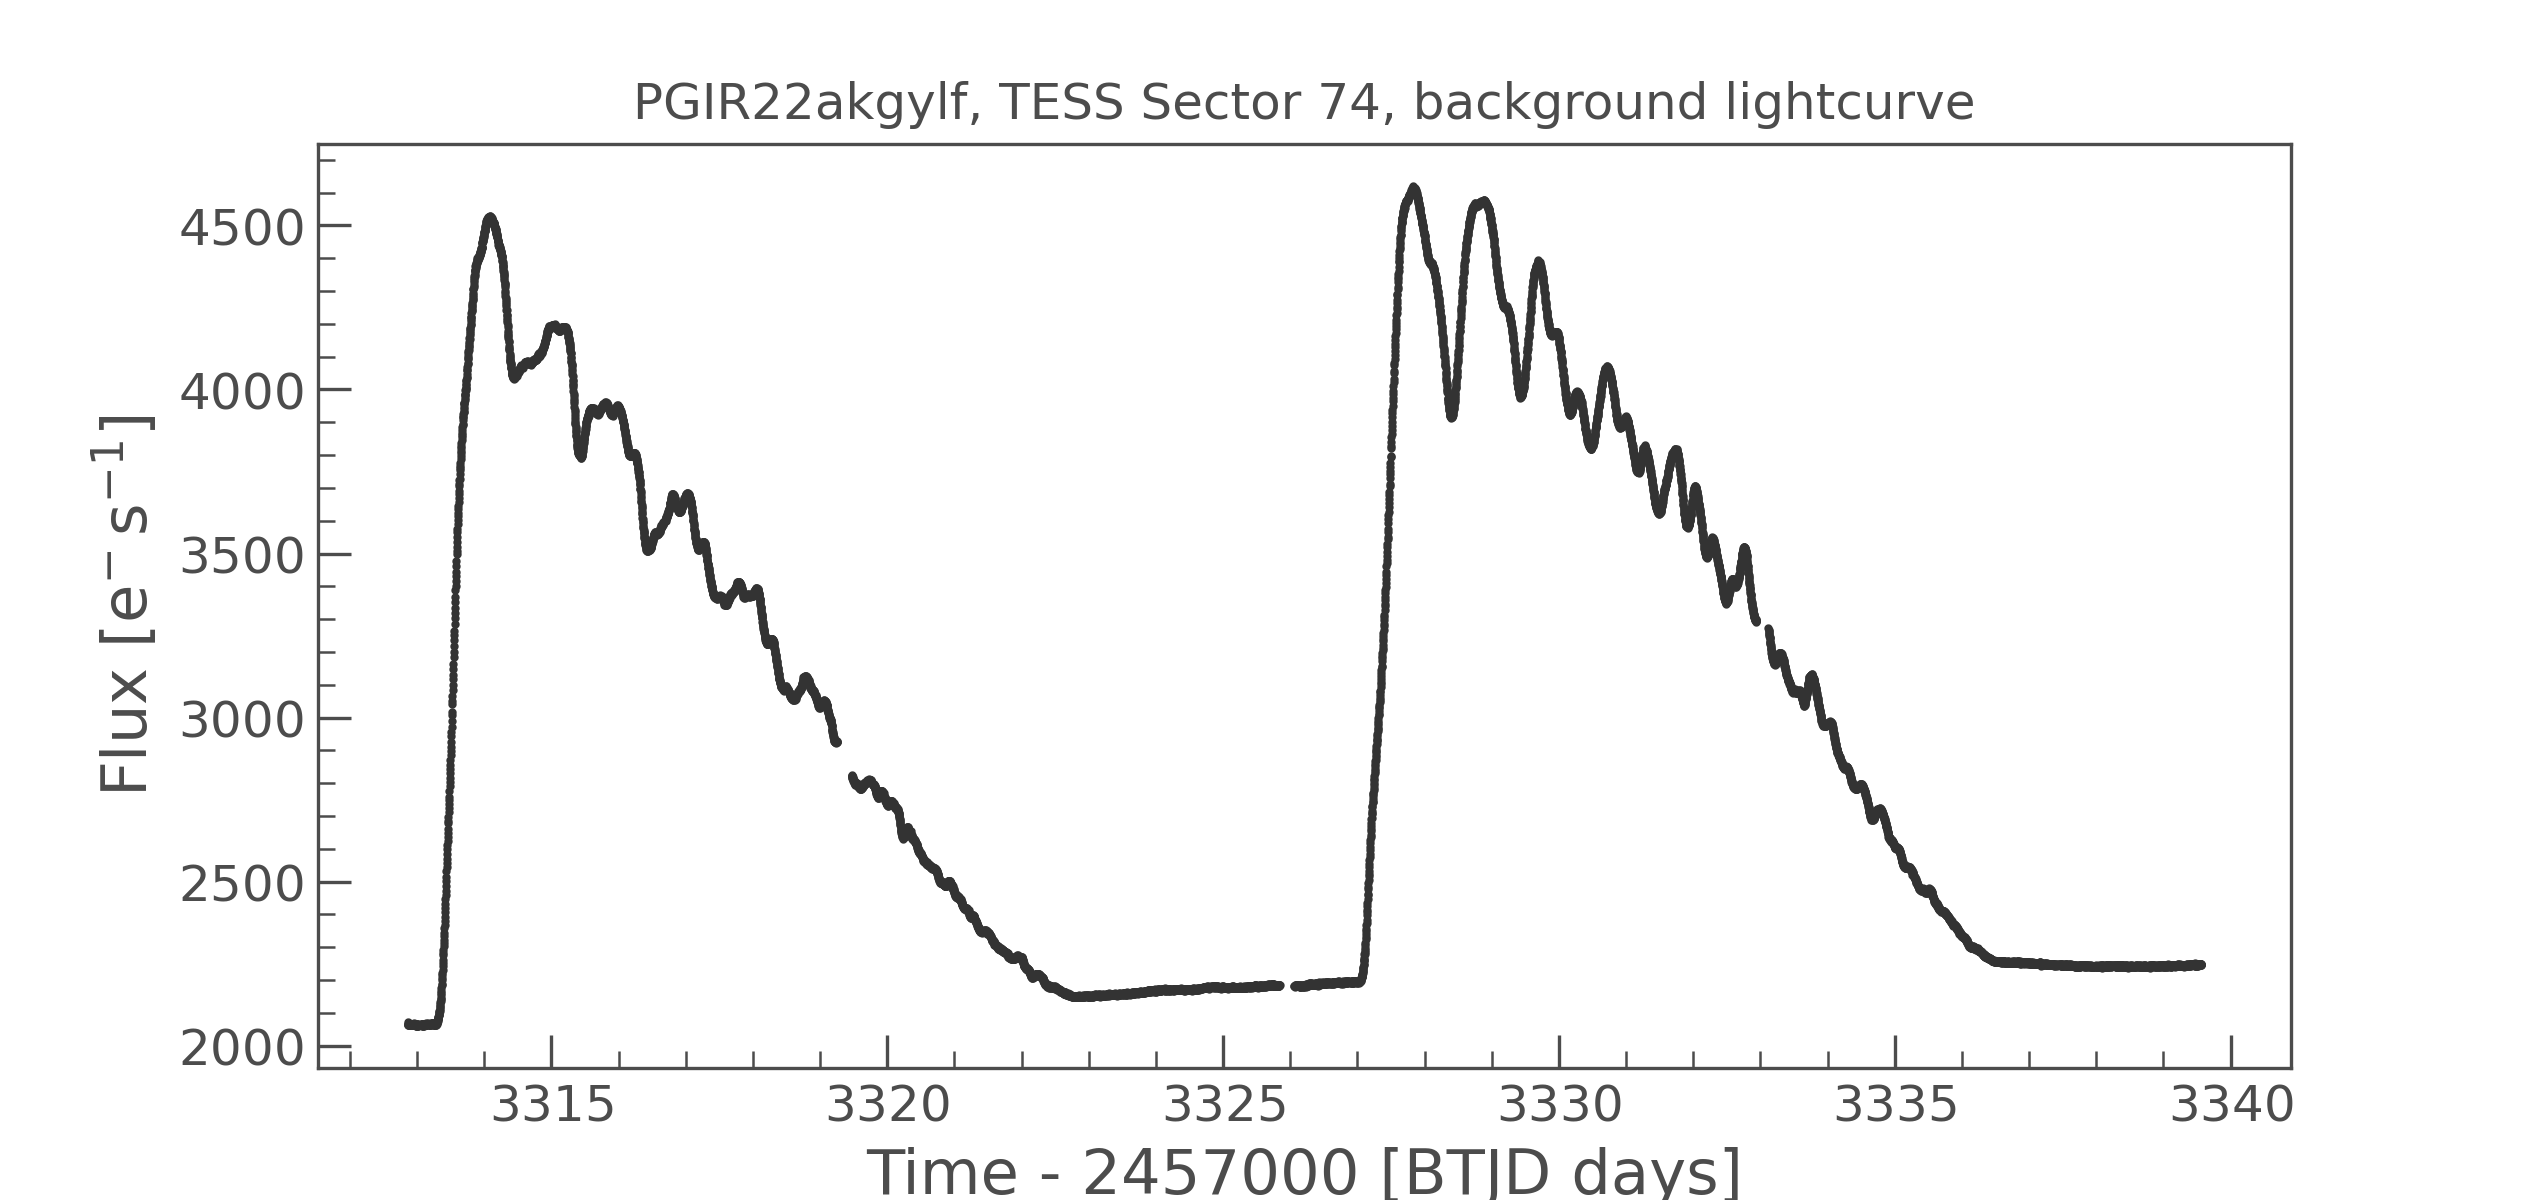 PGIR22akgylf, TESS Sector 74, background lightcurve
Flux [e⁻ s⁻¹]
4500
4000
3500
3000
2500
2000
3315 3320 3325 3330 3335 3340
Time - 2457000 [BTJD days]